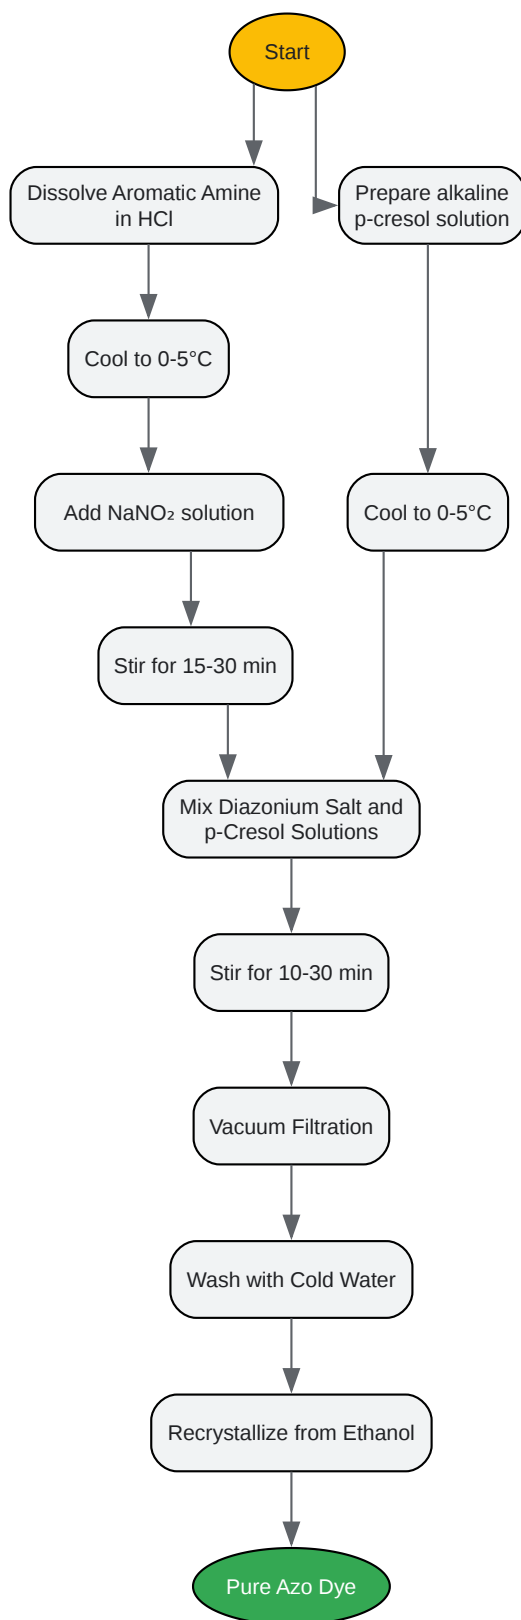 Start
Dissolve Aromatic Amine
in HCl
Prepare alkaline
p-cresol solution
Cool to 0-5°C
Add NaNO₂ solution
Cool to 0-5°C
Stir for 15-30 min
Mix Diazonium Salt and
p-Cresol Solutions
Stir for 10-30 min
Vacuum Filtration
Wash with Cold Water
Recrystallize from Ethanol
Pure Azo Dye